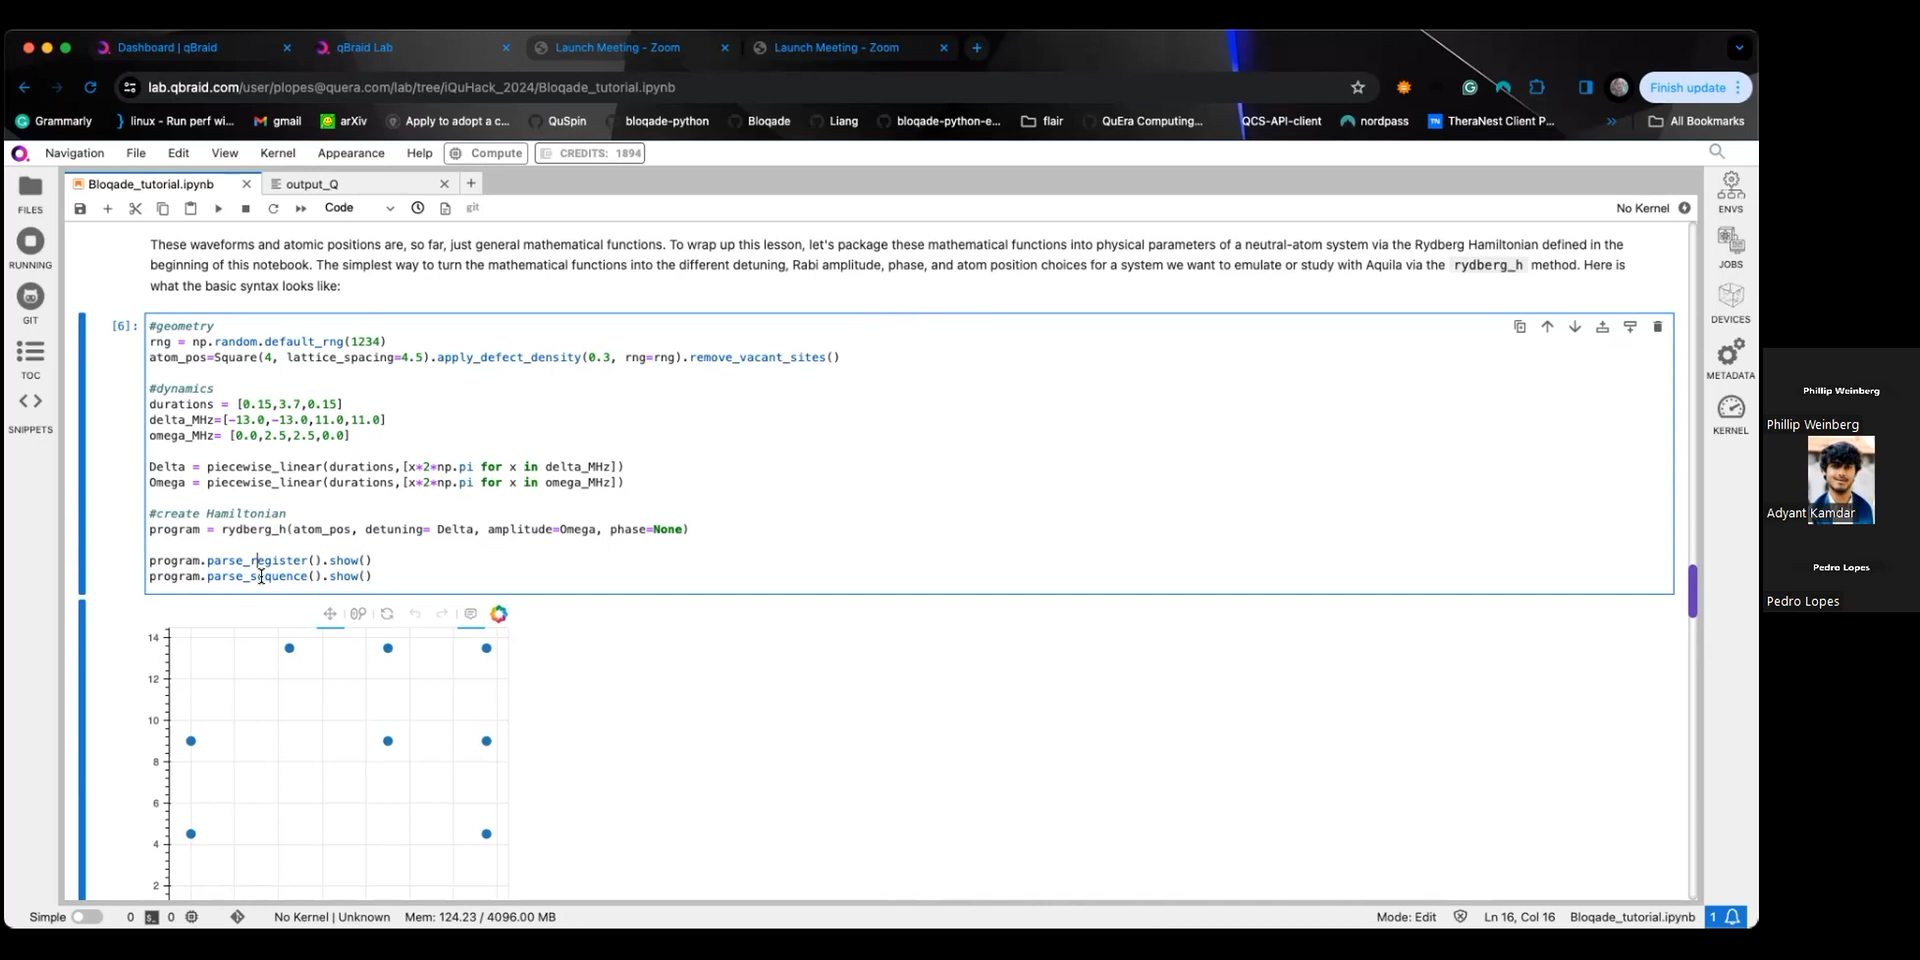 Dashboard | qBraid
qBraid Lab
Launch Meeting - Zoom
Launch Meeting - Zoom
lab.qbraid.com/user/plopes@quera.com/lab/tree/iQuHack_2024/Bloqade_tutorial.ipynb
Finish update
Grammarly
linux - Run perf wi...
gmail
arXiv
Apply to adopt a c...
QuSpin
bloqade-python
Bloqade
Liang
bloqade-python-e...
flair
QuEra Computing...
QCS-API-client
nordpass
TN
TheraNest Client P...
»
All Bookmarks
Navigation
File
Edit
View
Kernel
Appearance
Help
Compute
CREDITS: 1894
Bloqade_tutorial.ipynb
output_Q
Code
git
No Kernel
FILES
RUNNING
GIT
TOC
SNIPPETS
These waveforms and atomic positions are, so far, just general mathematical functions. To wrap up this lesson, let's package these mathematical functions into physical parameters of a neutral-atom system via the Rydberg Hamiltonian defined in the
beginning of this notebook. The simplest way to turn the mathematical functions into the different detuning, Rabi amplitude, phase, and atom position choices for a system we want to emulate or study with Aquila via the rydberg_h method. Here is
what the basic syntax looks like:
[6]:
#geometry
rng = np.random.default_rng(1234)
atom_pos=Square(4, lattice_spacing=4.5).apply_defect_density(0.3, rng=rng).remove_vacant_sites()
#dynamics
durations = [0.15,3.7,0.15]
delta_MHz=[-13.0,-13.0,11.0,11.0]
omega_MHz= [0.0,2.5,2.5,0.0]
Delta = piecewise_linear(durations,[x*2*np.pi for x in delta_MHz])
Omega = piecewise_linear(durations,[x*2*np.pi for x in omega_MHz])
#create Hamiltonian
program = rydberg_h(atom_pos, detuning= Delta, amplitude=Omega, phase=None)
program.parse_register().show()
program.parse_sequence().show()
14
12
10
8
6
4
2
ENVS
JOBS
DEVICES
METADATA
KERNEL
Phillip Weinberg
Phillip Weinberg
Adyant Kamdar
Pedro Lopes
Pedro Lopes
Simple
0
0
No Kernel | Unknown
Mem: 124.23 / 4096.00 MB
Mode: Edit
Ln 16, Col 16
Bloqade_tutorial.ipynb
1